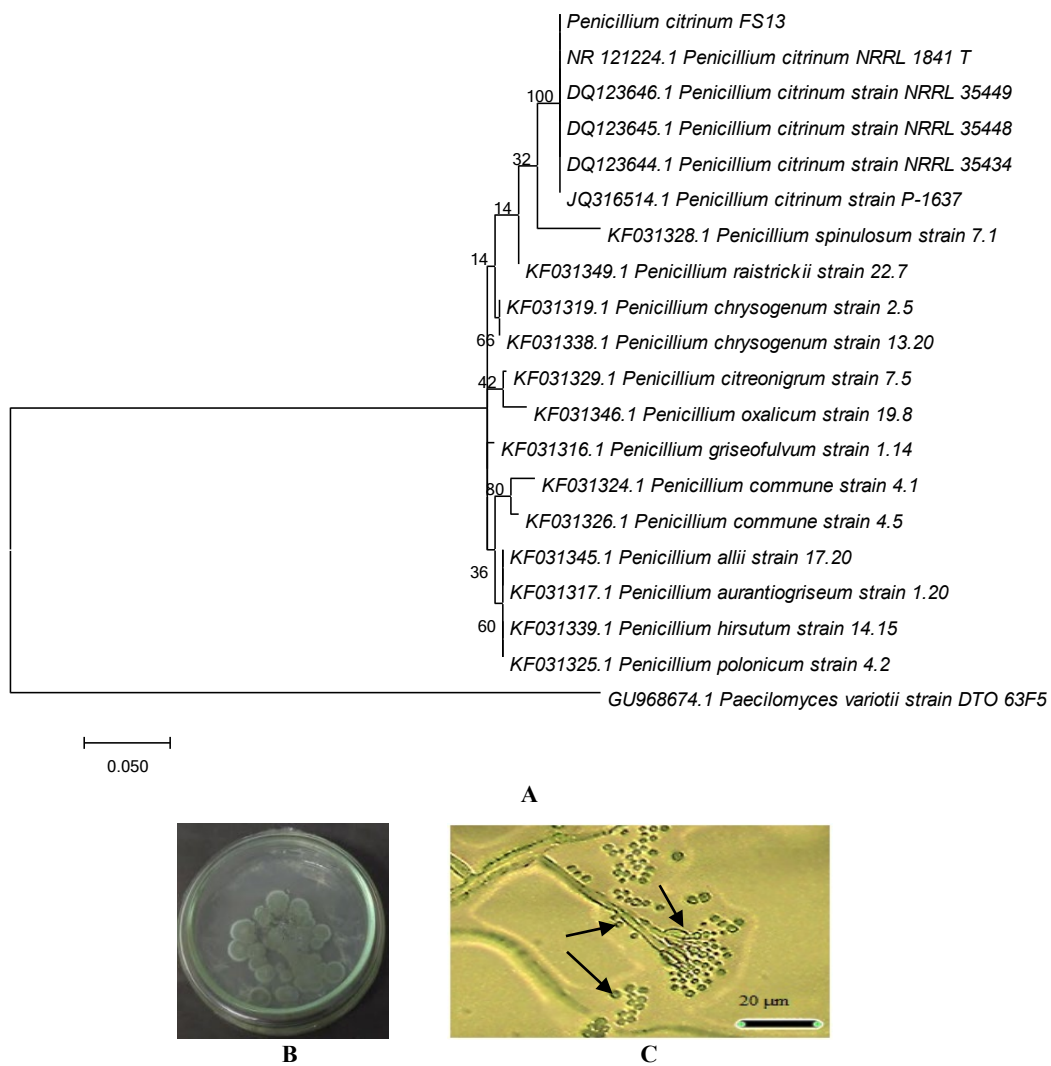 Penicillium citrinum FS13
NR 121224.1 Penicillium citrinum NRRL 1841 T
100
DQ123646.1 Penicillium citrinum strain NRRL 35449
DQ123645.1 Penicillium citrinum strain NRRL 35448
32
DQ123644.1 Penicillium citrinum strain NRRL 35434
JQ316514.1 Penicillium citrinum strain P-1637
14
KF031328.1 Penicillium spinulosum strain 7.1
14
KF031349.1 Penicillium raistrickii strain 22.7
KF031319.1 Penicillium chrysogenum strain 2.5
66
KF031338.1 Penicillium chrysogenum strain 13.20
42
KF031329.1 Penicillium citreonigrum strain 7.5
KF031346.1 Penicillium oxalicum strain 19.8
KF031316.1 Penicillium griseofulvum strain 1.14
80
KF031324.1 Penicillium commune strain 4.1
KF031326.1 Penicillium commune strain 4.5
KF031345.1 Penicillium allii strain 17.20
36
KF031317.1 Penicillium aurantiogriseum strain 1.20
60
KF031339.1 Penicillium hirsutum strain 14.15
KF031325.1 Penicillium polonicum strain 4.2
GU968674.1 Paecilomyces variotii strain DTO 63F5
0.050
A
20 µm
B
C